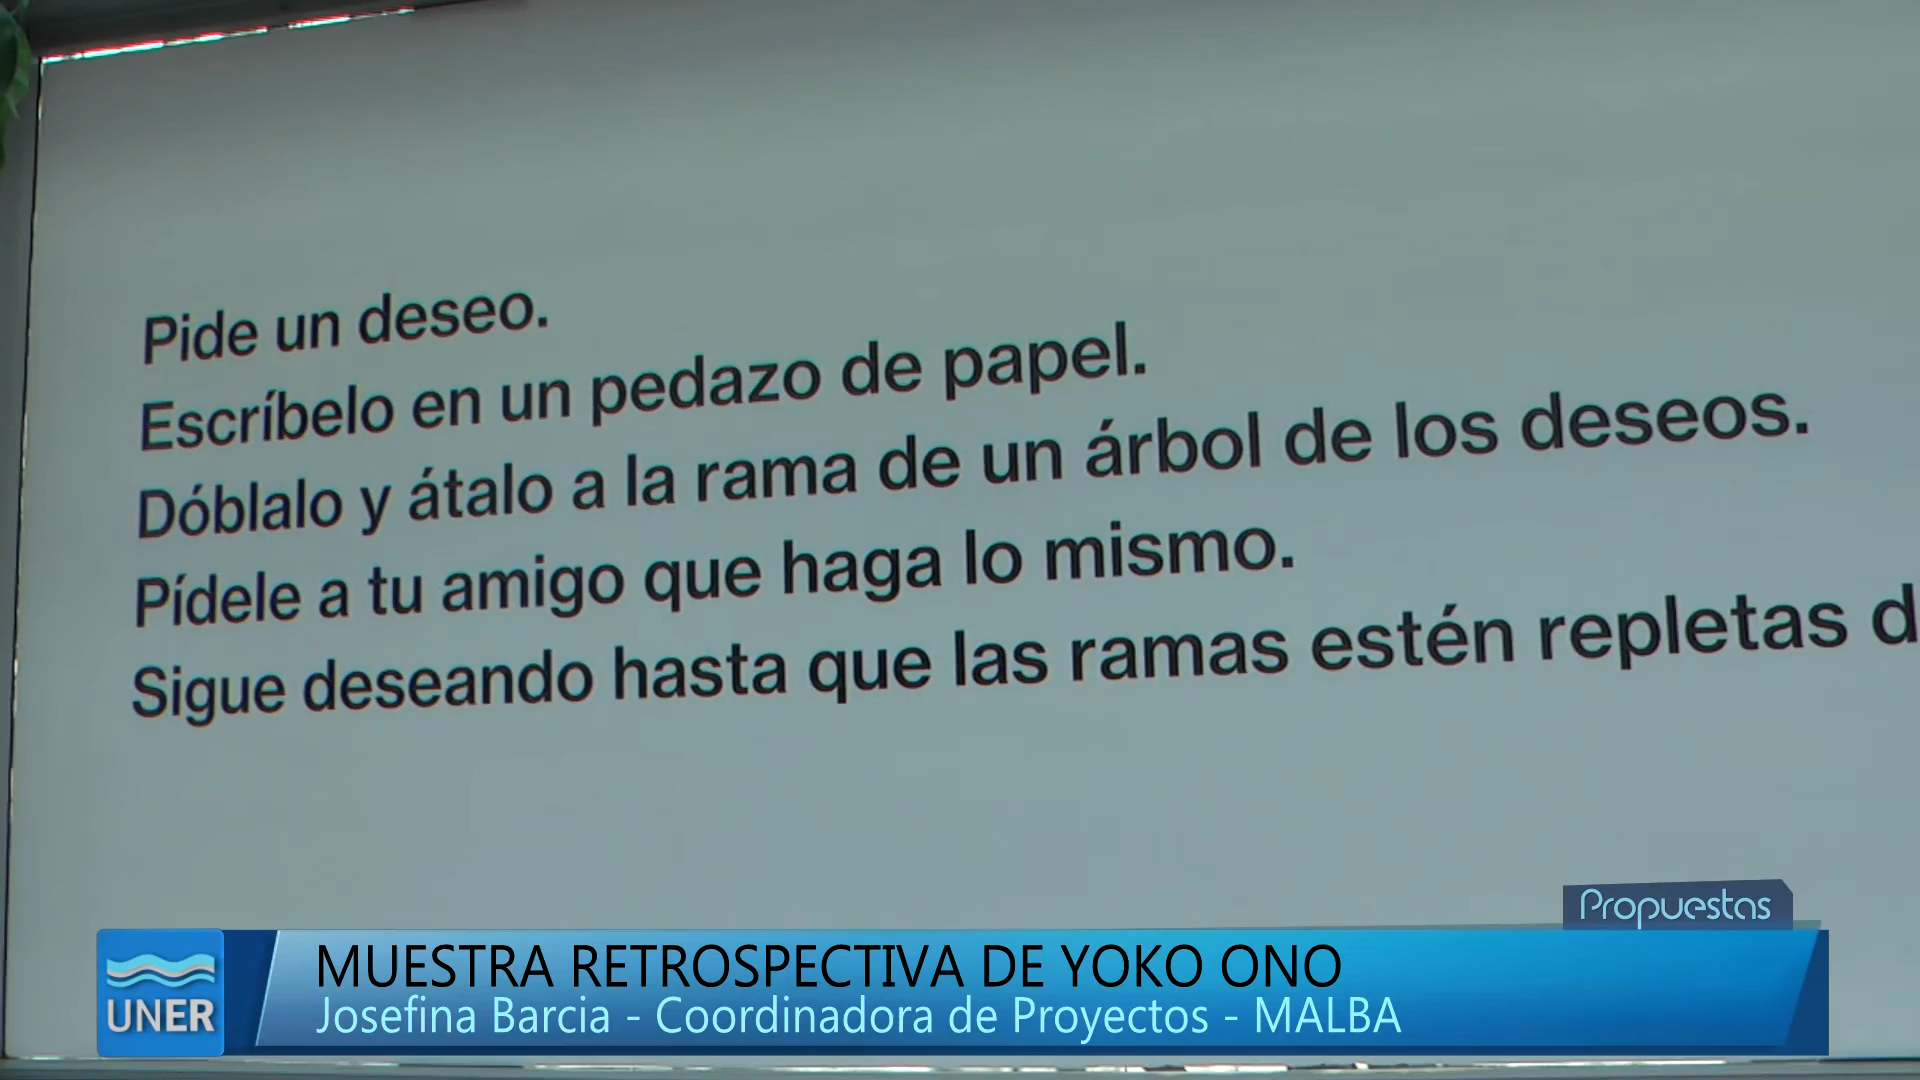 Pide un deseo.
Escríbelo en un pedazo de papel.
Dóblalo y átalo a la rama de un árbol de los deseos.
Pídele a tu amigo que haga lo mismo.
Sigue deseando hasta que las ramas estén repletas d
Propuestas
UNER
MUESTRA RETROSPECTIVA DE YOKO ONO
Josefina Barcia - Coordinadora de Proyectos - MALBA